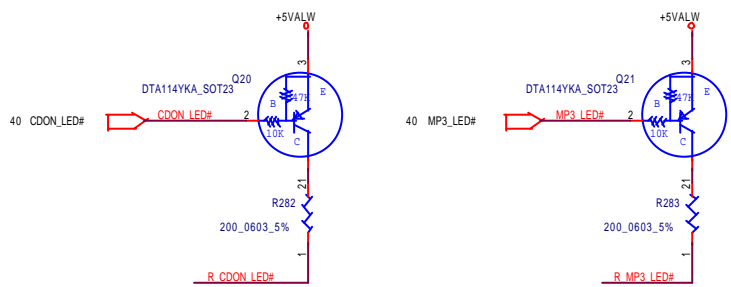 +5VALW
+5VALW
3
3
Q20
E
Q21
E
DTA114YKA_SOT23
47K
DTA114YKA_SOT23
47K
B
B
40 CDON_LED#
CDON_LED#
2
40 MP3_LED#
MP3_LED#
2
10K
10K
C
C
21
21
R282
R283
200_0603_5%
200_0603_5%
1
1
R_CDON_LED#
R_MP3_LED#